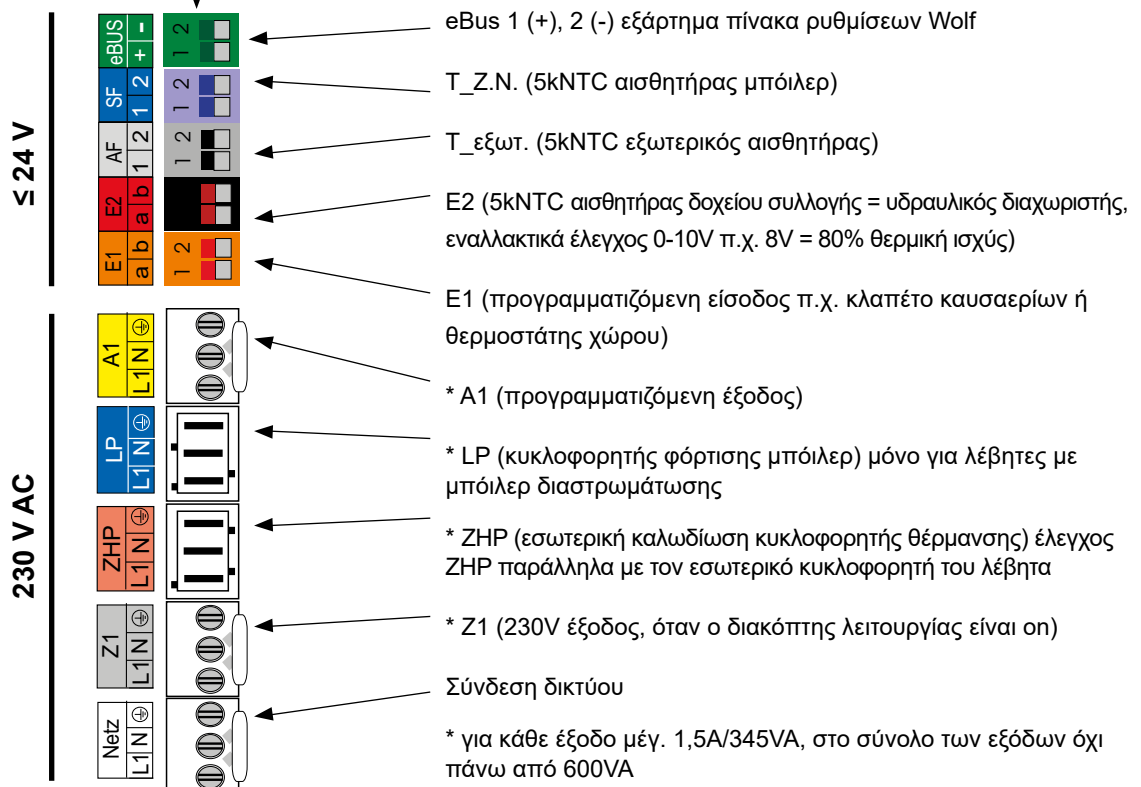 ≤ 24 V
eBUS
+ -
1 2
eBus 1 (+), 2 (-) εξάρτημα πίνακα ρυθμίσεων Wolf
SF
1 2
1 2
T_Z.N. (5kNTC αισθητήρας μπόιλερ)
AF
1 2
1 2
T_εξωτ. (5kNTC εξωτερικός αισθητήρας)
E2
a b
E2 (5kNTC αισθητήρας δοχείου συλλογής = υδραυλικός διαχωριστής,
εναλλακτικά έλεγχος 0-10V π.χ. 8V = 80% θερμική ισχύς)
E1
a b
1 2
E1 (προγραμματιζόμενη είσοδος π.χ. κλαπέτο καυσαερίων ή
θερμοστάτης χώρου)
230 V AC
A1
L1 N
* A1 (προγραμματιζόμενη έξοδος)
LP
L1 N
* LP (κυκλοφορητής φόρτισης μπόιλερ) μόνο για λέβητες με
μπόιλερ διαστρωμάτωσης
ZHP
L1 N
* ZHP (εσωτερική καλωδίωση κυκλοφορητής θέρμανσης) έλεγχος
ZHP παράλληλα με τον εσωτερικό κυκλοφορητή του λέβητα
Z1
L1 N
* Z1 (230V έξοδος, όταν ο διακόπτης λειτουργίας είναι on)
Netz
L1 N
Σύνδεση δικτύου
* για κάθε έξοδο μέγ. 1,5A/345VA, στο σύνολο των εξόδων όχι
πάνω από 600VA